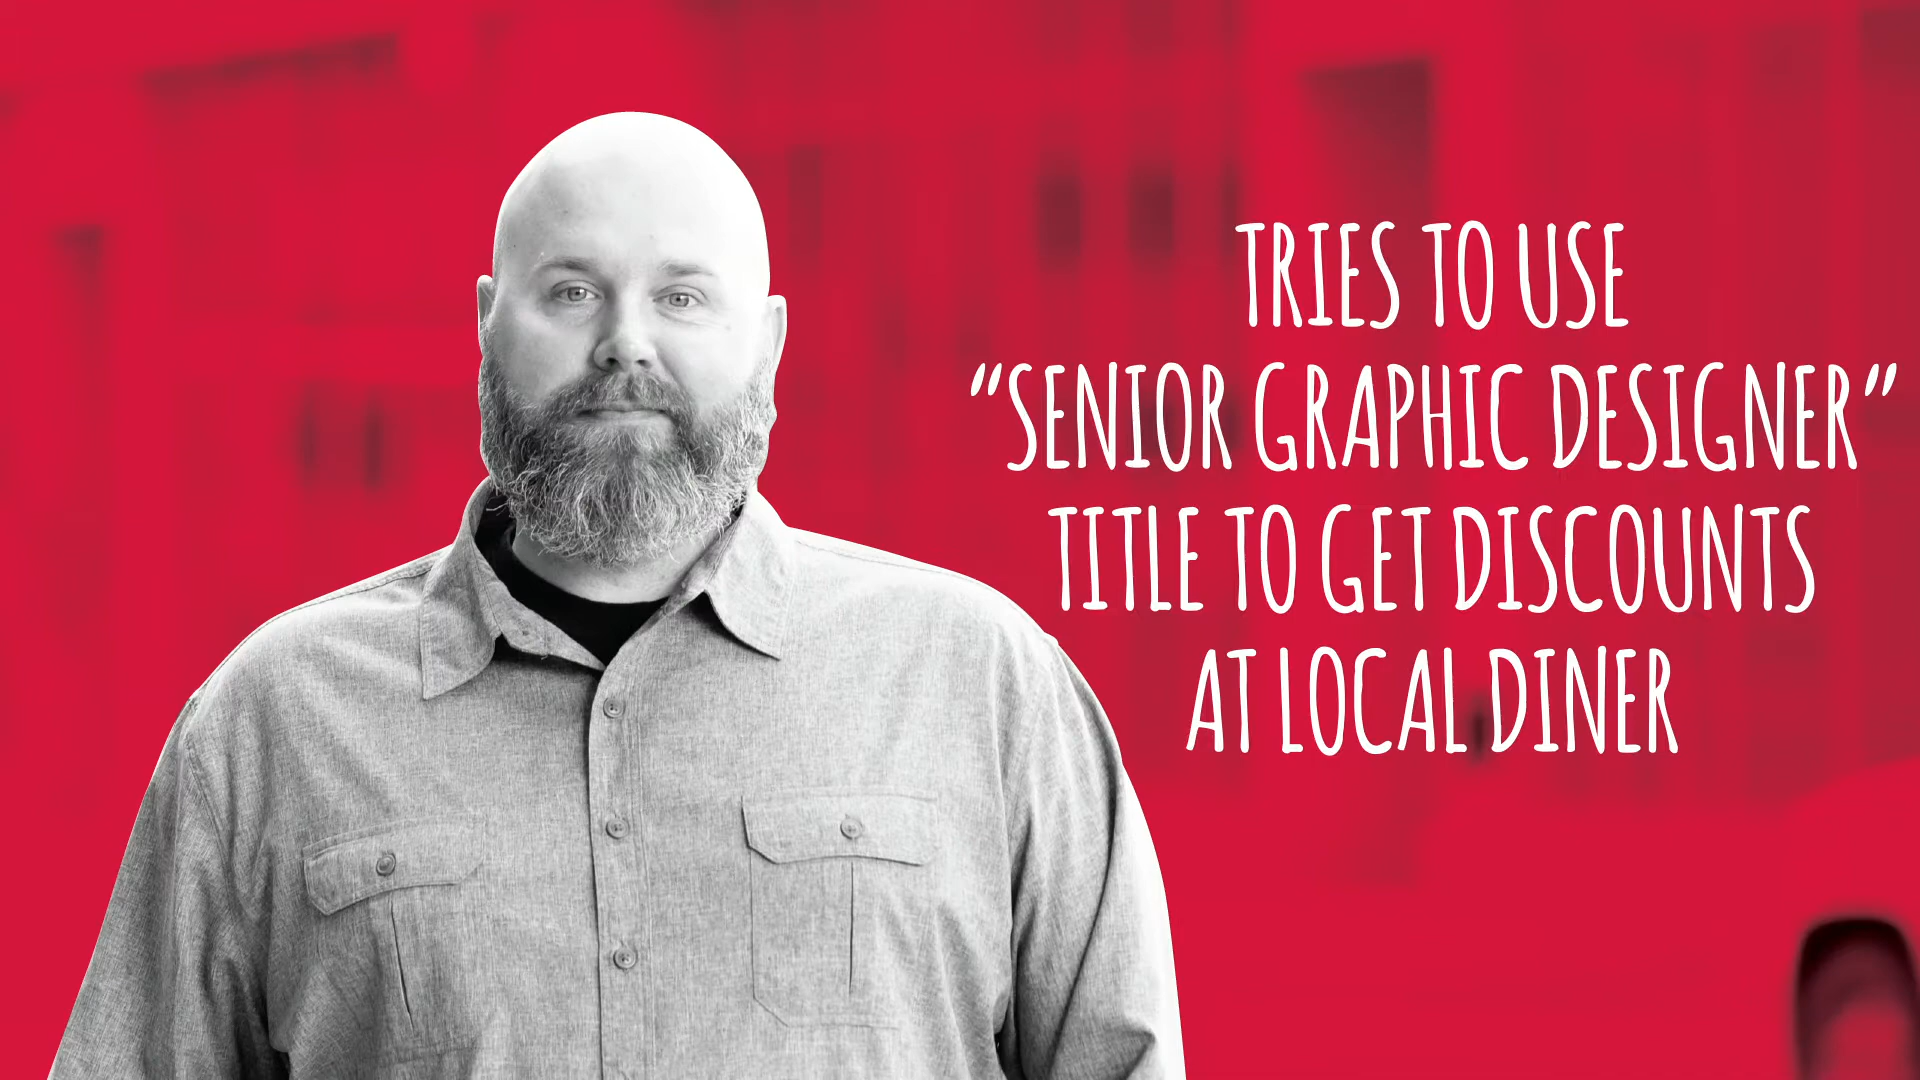 TRIES TO USE
“SENIOR GRAPHIC DESIGNER”
TITLE TO GET DISCOUNTS
AT LOCAL DINER